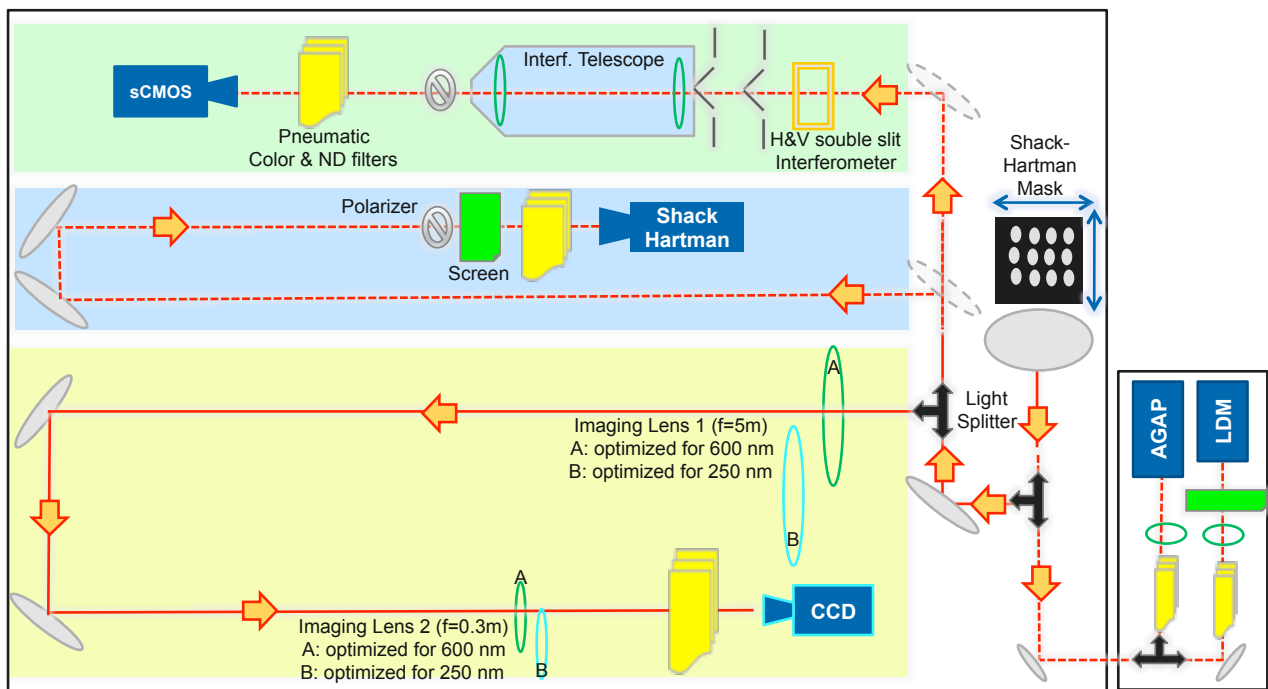 Interf. Telescope
sCMOS
Pneumatic
Color & ND filters
H&V souble slit
Interferometer
Shack-
Hartman
Mask
Polarizer
Shack
Hartman
Screen
A
Light
Splitter
Imaging Lens 1 (f=5m)
A: optimized for 600 nm
B: optimized for 250 nm
B
AGAP
LDM
A
CCD
Imaging Lens 2 (f=0.3m)
A: optimized for 600 nm
B: optimized for 250 nm
B